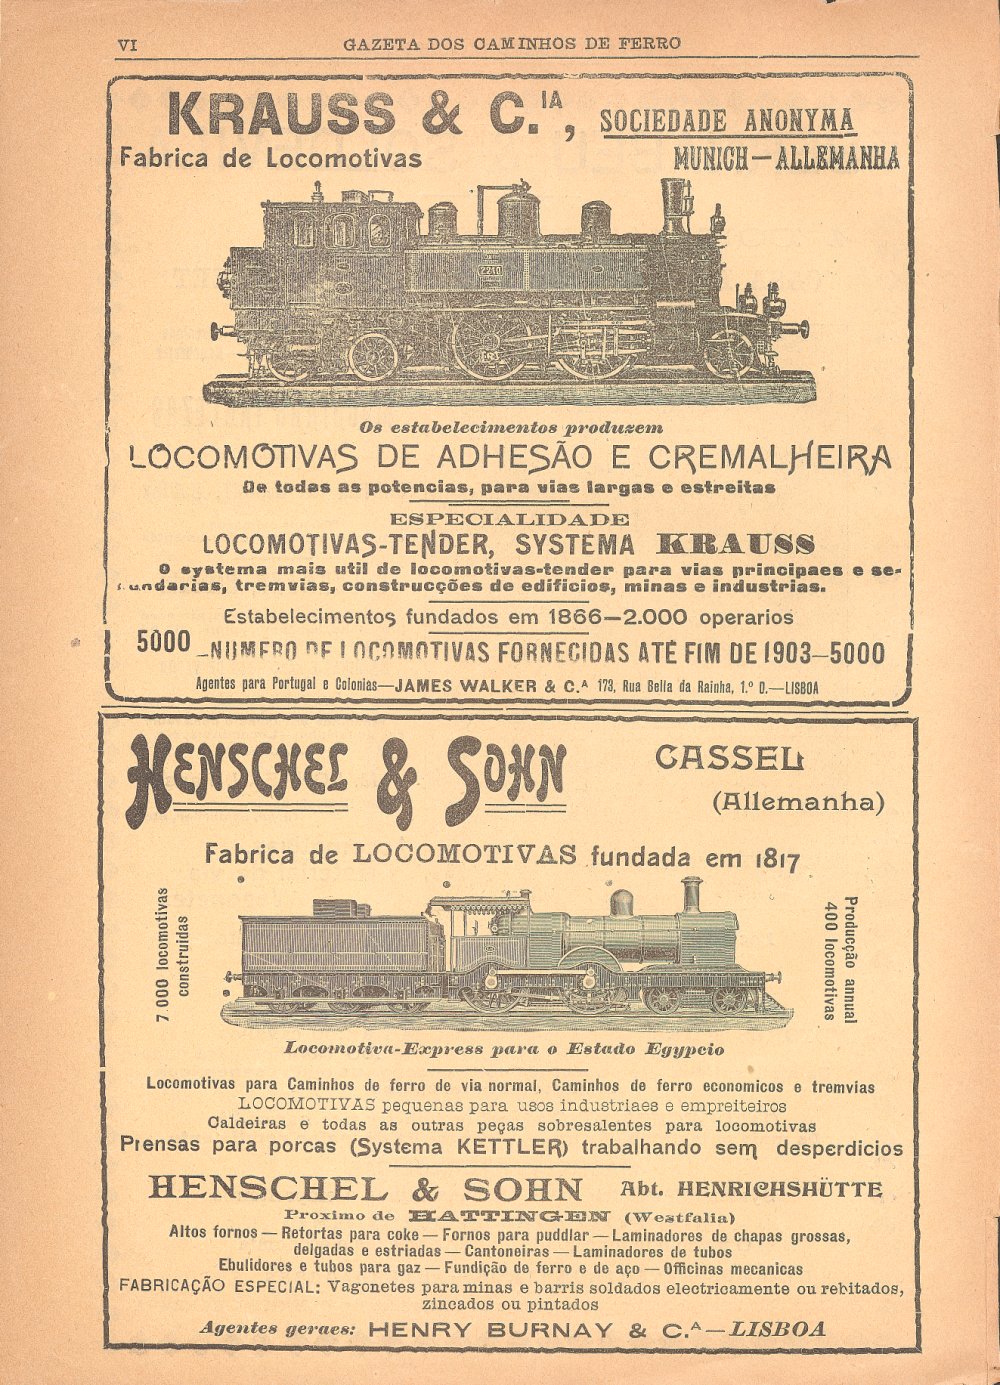 VI
GAZETA DOS CAMINHOS DE FERRO
KRAUSS & C.IA, SOCIEDADE ANONYMA
Fabrica de Locomotivas
MUNICH—ALLEMANHA
2210
Os estabelecimentos produzem
LOCOMOTIVAS DE ADHESÃO E CREMALHEIRA
De todas as potencias, para vias largas e estreitas
ESPECIALIDADE
LOCOMOTIVAS-TENDER, SYSTEMA KRAUSS
O systema mais util de locomotivas-tender para vias principaes e se-
cundarias, tremvias, construcções de edificios, minas e industrias.
Estabelecimentos fundados em 1866—2.000 operarios
5000—NUMERO DE LOCOMOTIVAS FORNECIDAS ATÉ FIM DE 1903—5000
Agentes para Portugal e Colonias—JAMES WALKER & C.A 173, Rua Bella da Rainha, 1.º D.—LISBOA
HENSCHEL & SOHN
CASSEL
(Allemanha)
Fabrica de LOCOMOTIVAS fundada em 1817
7 000 locomotivas
construidas
Producção annual
400 locomotivas
Locomotiva-Express para o Estado Egypcio
Locomotivas para Caminhos de ferro de via normal, Caminhos de ferro economicos e tremvias
LOCOMOTIVAS pequenas para usos industriaes e empreiteiros
Caldeiras e todas as outras peças sobresalentes para locomotivas
Prensas para porcas (Systema KETTLER) trabalhando sem desperdicios
HENSCHEL & SOHN Abt. HENRICHSHÜTTE
Proximo de HATTINGEN (Westfalia)
Altos fornos — Retortas para coke — Fornos para puddlar — Laminadores de chapas grossas,
delgadas e estriadas — Cantoneiras — Laminadores de tubos
Ebulidores e tubos para gaz — Fundição de ferro e de aço — Officinas mecanicas
FABRICAÇÃO ESPECIAL: Vagonetes para minas e barris soldados electricamente ou rebitados,
zincados ou pintados
Agentes geraes: HENRY BURNAY & C.A—LISBOA